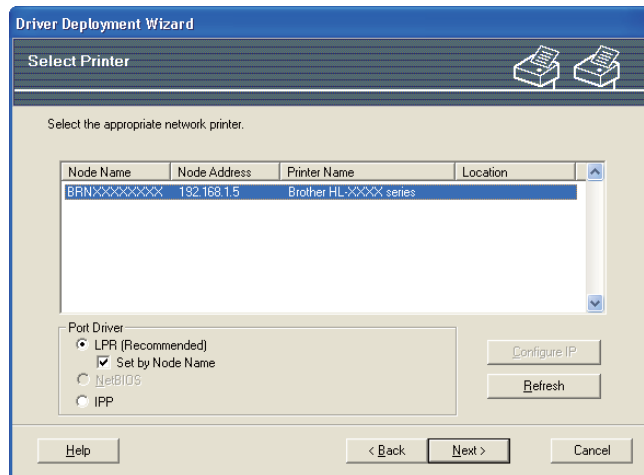 Driver Deployment Wizard
Select Printer
Select the appropriate network printer.
Node Name Node Address Printer Name Location
BRNXXXXXXXX 192.168.1.5 Brother HL-XXXX series
Port Driver
LPR (Recommended)
Set by Node Name
NetBIOS
IPP
Configure IP
Refresh
Help < Back Next > Cancel